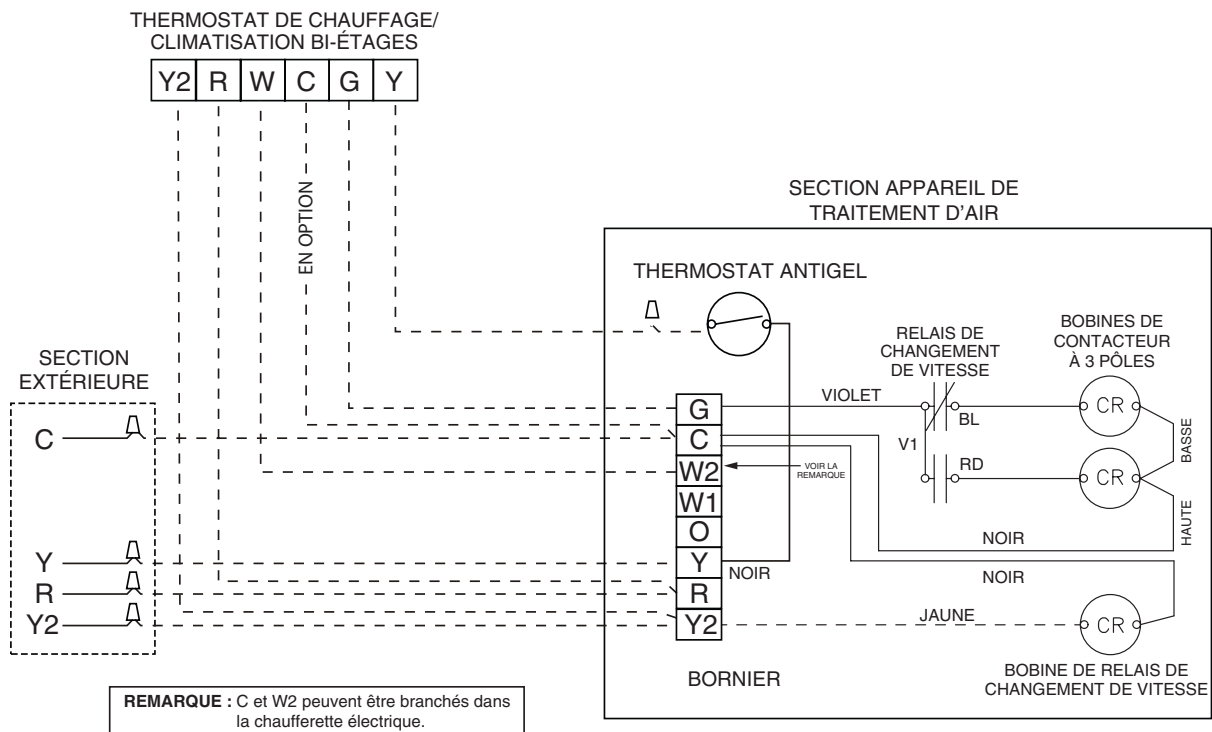 THERMOSTAT DE CHAUFFAGE/
CLIMATISATION BI-ÉTAGES
Y2 R W C G Y
EN OPTION
SECTION APPAREIL DE
TRAITEMENT D'AIR
THERMOSTAT ANTIGEL
RELAIS DE
CHANGEMENT
DE VITESSE
BOBINES DE
CONTACTEUR
À 3 PÔLES
SECTION
EXTÉRIEURE
C
Y
R
Y2
G
C
W2
W1
O
Y
R
Y2
BORNIER
VIOLET
BL
V1
RD
CR
CR
BASSE
HAUTE
VOIR LA
REMARQUE
NOIR
NOIR
NOIR
JAUNE
CR
BOBINE DE RELAIS DE
CHANGEMENT DE VITESSE
REMARQUE : C et W2 peuvent être branchés dans
la chaufferette électrique.